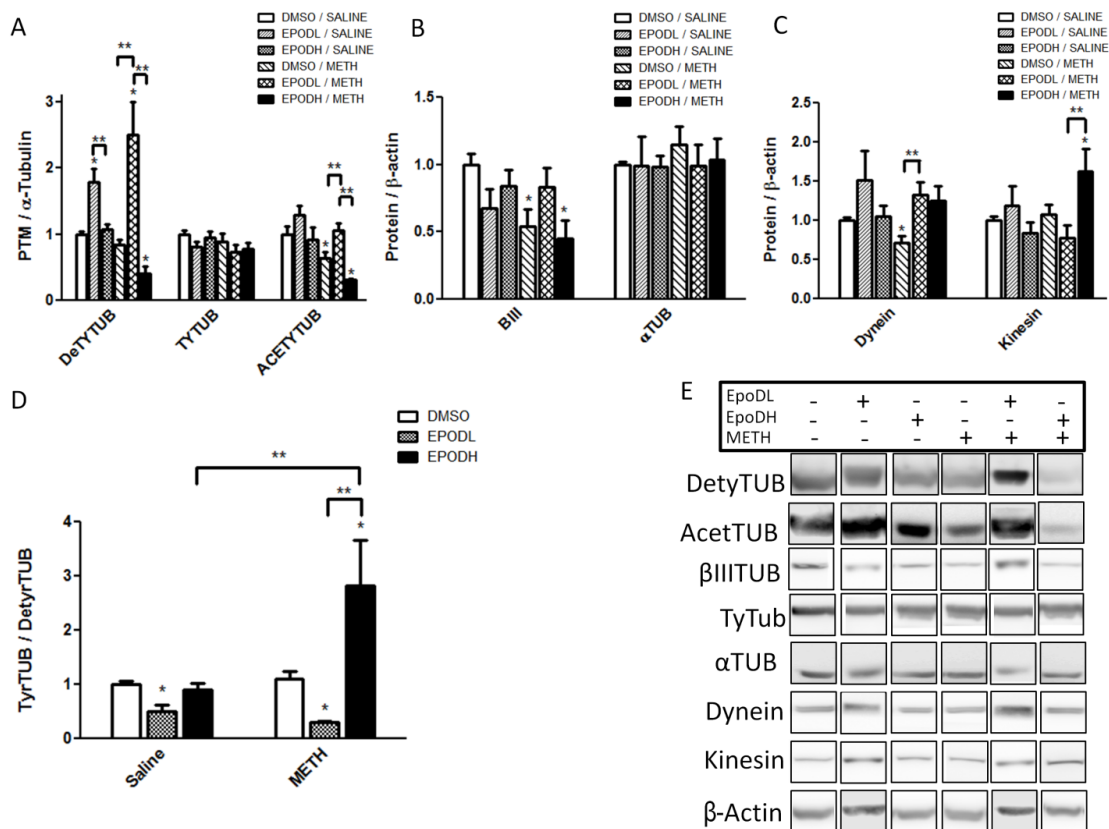 A
DMSO / SALINE
EPODL / SALINE
EPODH / SALINE
DMSO / METH
EPODL / METH
EPODH / METH
PTM / α-Tubulin
3
2
1
0
*
**
*
**
**
*
**
**
*
DeTYTUB
TYTUB
ACETYTUB
B
DMSO / SALINE
EPODL / SALINE
EPODH / SALINE
DMSO / METH
EPODL / METH
EPODH / METH
Protein / β-actin
1.5
1.0
0.5
0.0
*
*
BIII
αTUB
C
DMSO / SALINE
EPODL / SALINE
EPODH / SALINE
DMSO / METH
EPODL / METH
EPODH / METH
Protein / β-actin
2.5
2.0
1.5
1.0
0.5
0.0
*
**
**
*
Dynein
Kinesin
D
DMSO
EPODL
EPODH
TyrTUB / DetyrTUB
4
3
2
1
0
*
**
*
**
*
Saline
METH
E
EpoDL - + - - + -
EpoDH - - + - - +
METH - - - + + +
DetyTUB
AcetTUB
βIIITUB
TyTub
αTUB
Dynein
Kinesin
β-Actin